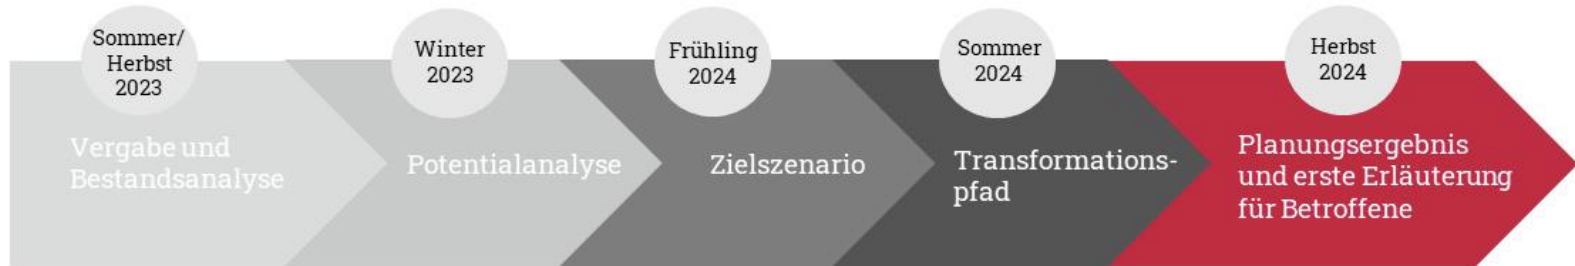 Sommer/
Herbst
2023
Vergabe und
Bestandsanalyse
Winter
2023
Potentialanalyse
Frühling
2024
Zielszenario
Sommer
2024
Transformations-
pfad
Herbst
2024
Planungsergebnis
und erste Erläuterung
für Betroffene